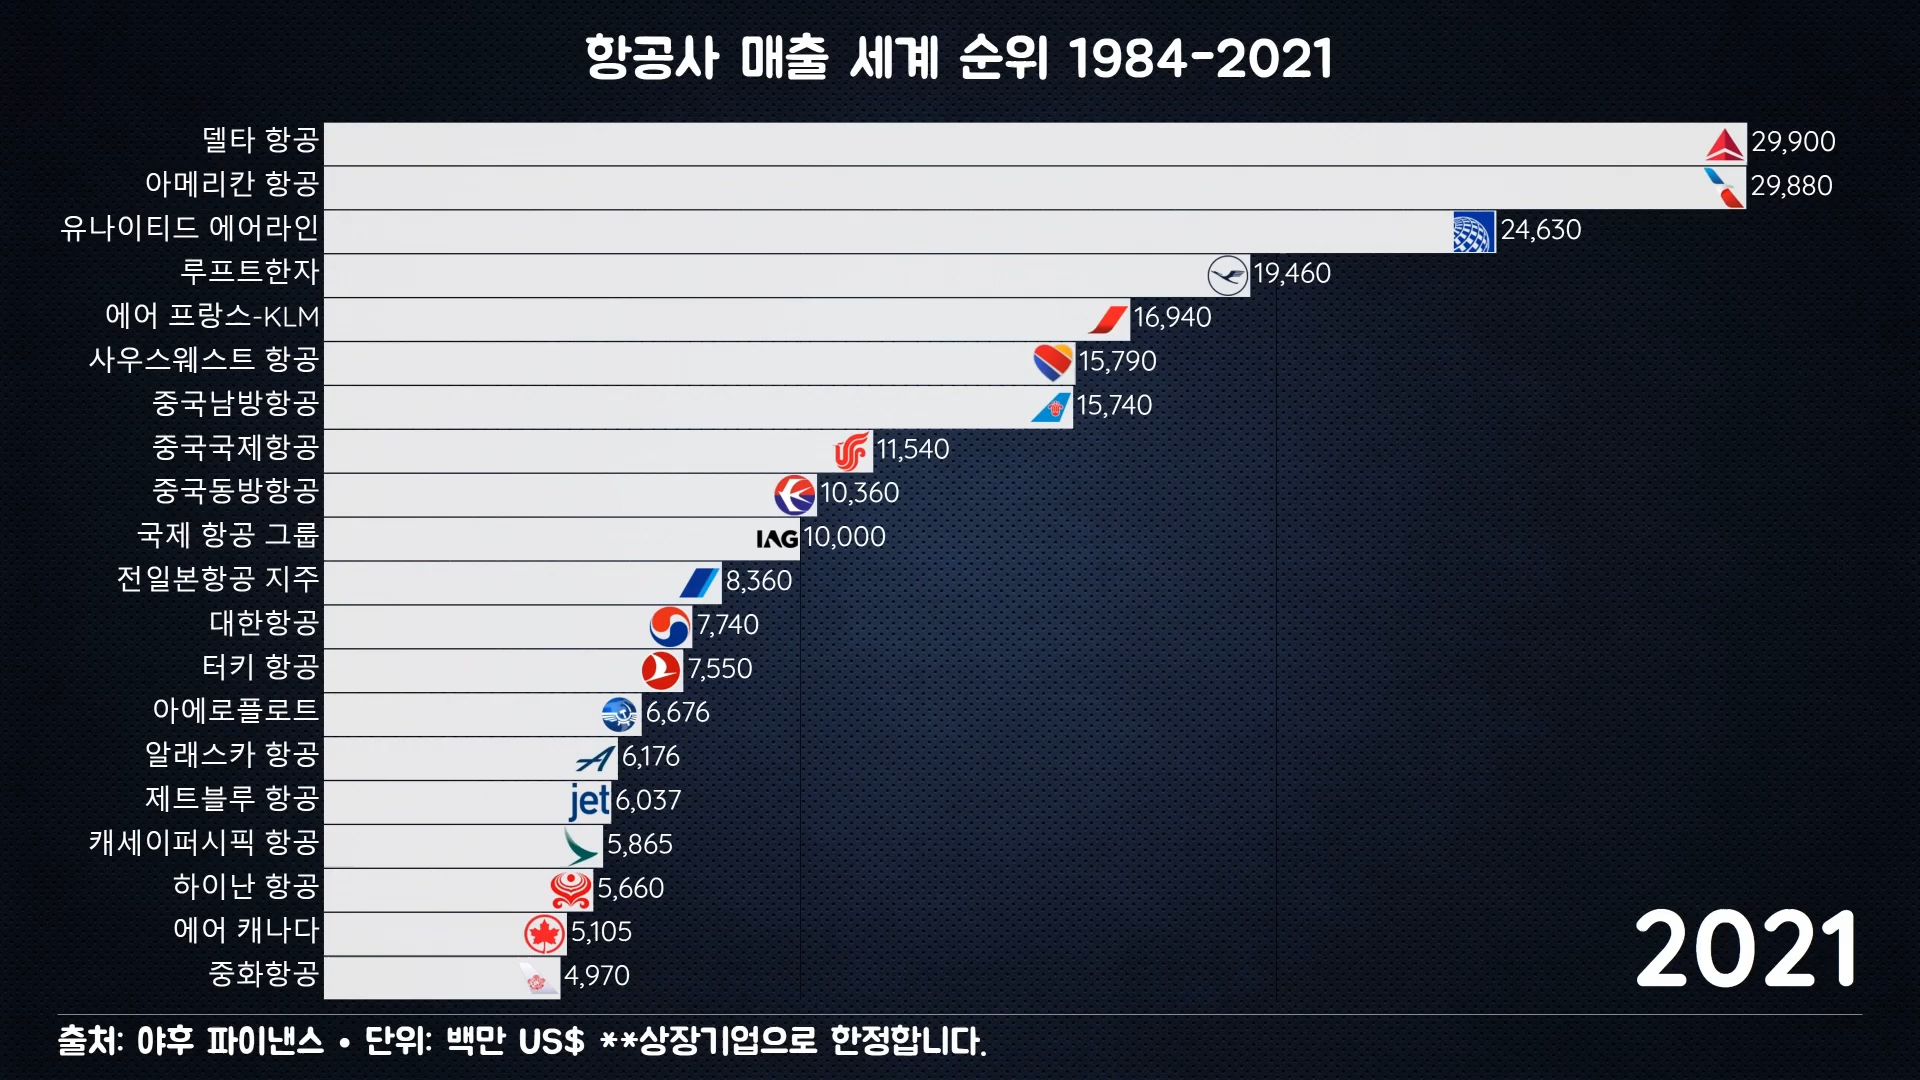 항공사 매출 세계 순위 1984-2021
델타 항공 29,900
아메리칸 항공 29,880
유나이티드 에어라인 24,630
루프트한자 19,460
에어 프랑스-KLM 16,940
사우스웨스트 항공 15,790
중국남방항공 15,740
중국국제항공 11,540
중국동방항공 10,360
국제 항공 그룹 IAG 10,000
전일본항공 지주 8,360
대한항공 7,740
터키 항공 7,550
아에로플로트 6,676
알래스카 항공 6,176
제트블루 항공 jet 6,037
캐세이퍼시픽 항공 5,865
하이난 항공 5,660
에어 캐나다 5,105
중화항공 4,970
2021
출처: 야후 파이낸스 • 단위: 백만 US$ **상장기업으로 한정합니다.